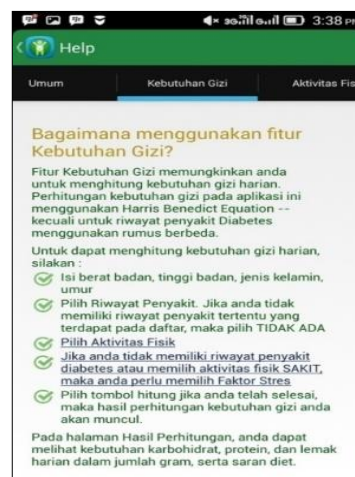 3G 3:38 PM
Help
Umum Kebutuhan Gizi Aktivitas Fis
Bagaimana menggunakan fitur
Kebutuhan Gizi?
Fitur Kebutuhan Gizi memungkinkan anda
untuk menghitung kebutuhan gizi harian.
Perhitungan kebutuhan gizi pada aplikasi ini
menggunakan Harris Benedict Equation --
kecuali untuk riwayat penyakit Diabetes
menggunakan rumus berbeda.
Untuk dapat menghitung kebutuhan gizi harian,
silakan :
Isi berat badan, tinggi badan, jenis kelamin,
umur
Pilih Riwayat Penyakit. Jika anda tidak
memiliki riwayat penyakit tertentu yang
terdapat pada daftar, maka pilih TIDAK ADA
Pilih Aktivitas Fisik
Jika anda tidak memiliki riwayat penyakit
diabetes atau memilih aktivitas fisik SAKIT,
maka anda perlu memilih Faktor Stres
Pilih tombol hitung jika anda telah selesai,
maka hasil perhitungan kebutuhan gizi anda
akan muncul.
Pada halaman Hasil Perhitungan, anda dapat
melihat kebutuhan karbohidrat, protein, dan lemak
harian dalam jumlah gram, serta saran diet.